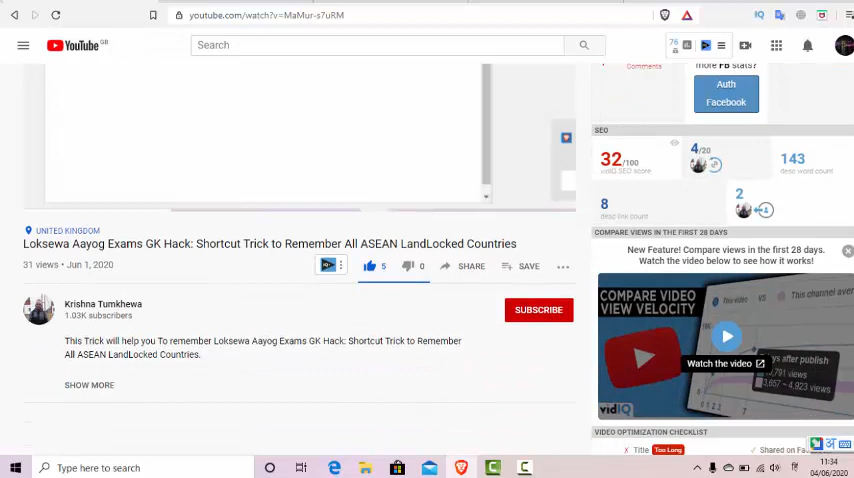 youtube.com/watch?v=MaMur-s7uRM
YouTube GB
Search
76
more FB stats?
Comments
Auth
Facebook
SEO
32/100
vidIQ SEO score
4/20
143
desc word count
8
desc link count
2
UNITED KINGDOM
Loksewa Aayog Exams GK Hack: Shortcut Trick to Remember All ASEAN LandLocked Countries
31 views • Jun 1, 2020
5
0
SHARE
SAVE
Krishna Tumkhewa
1.03K subscribers
SUBSCRIBE
This Trick will help you To remember Loksewa Aayog Exams GK Hack: Shortcut Trick to Remember
All ASEAN LandLocked Countries.
SHOW MORE
COMPARE VIEWS IN THE FIRST 28 DAYS
New Feature! Compare views in the first 28 days.
Watch the video below to see how it works!
COMPARE VIDEO
VIEW VELOCITY
This video
VS
This channel aver
Watch the video
days after publish
3,657 – 4,923 views
vidIQ
VIDEO OPTIMIZATION CHECKLIST
Title Too Long
Shared on Fa
Type here to search
11:34
04/06/2020